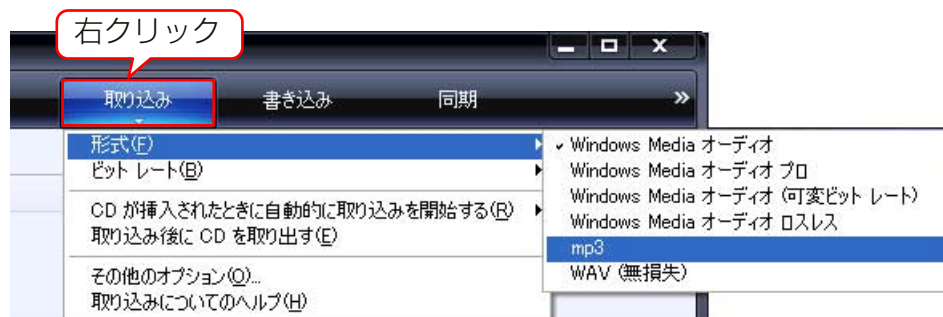 右クリック
取り込み 書き込み 同期 »
形式(F)
ビット レート(B)
CD が挿入されたときに自動的に取り込みを開始する(R)
取り込み後に CD を取り出す(E)
その他のオプション(O)...
取り込みについてのヘルプ(H)
Windows Media オーディオ
Windows Media オーディオ プロ
Windows Media オーディオ (可変ビット レート)
Windows Media オーディオ ロスレス
mp3
WAV (無損失)